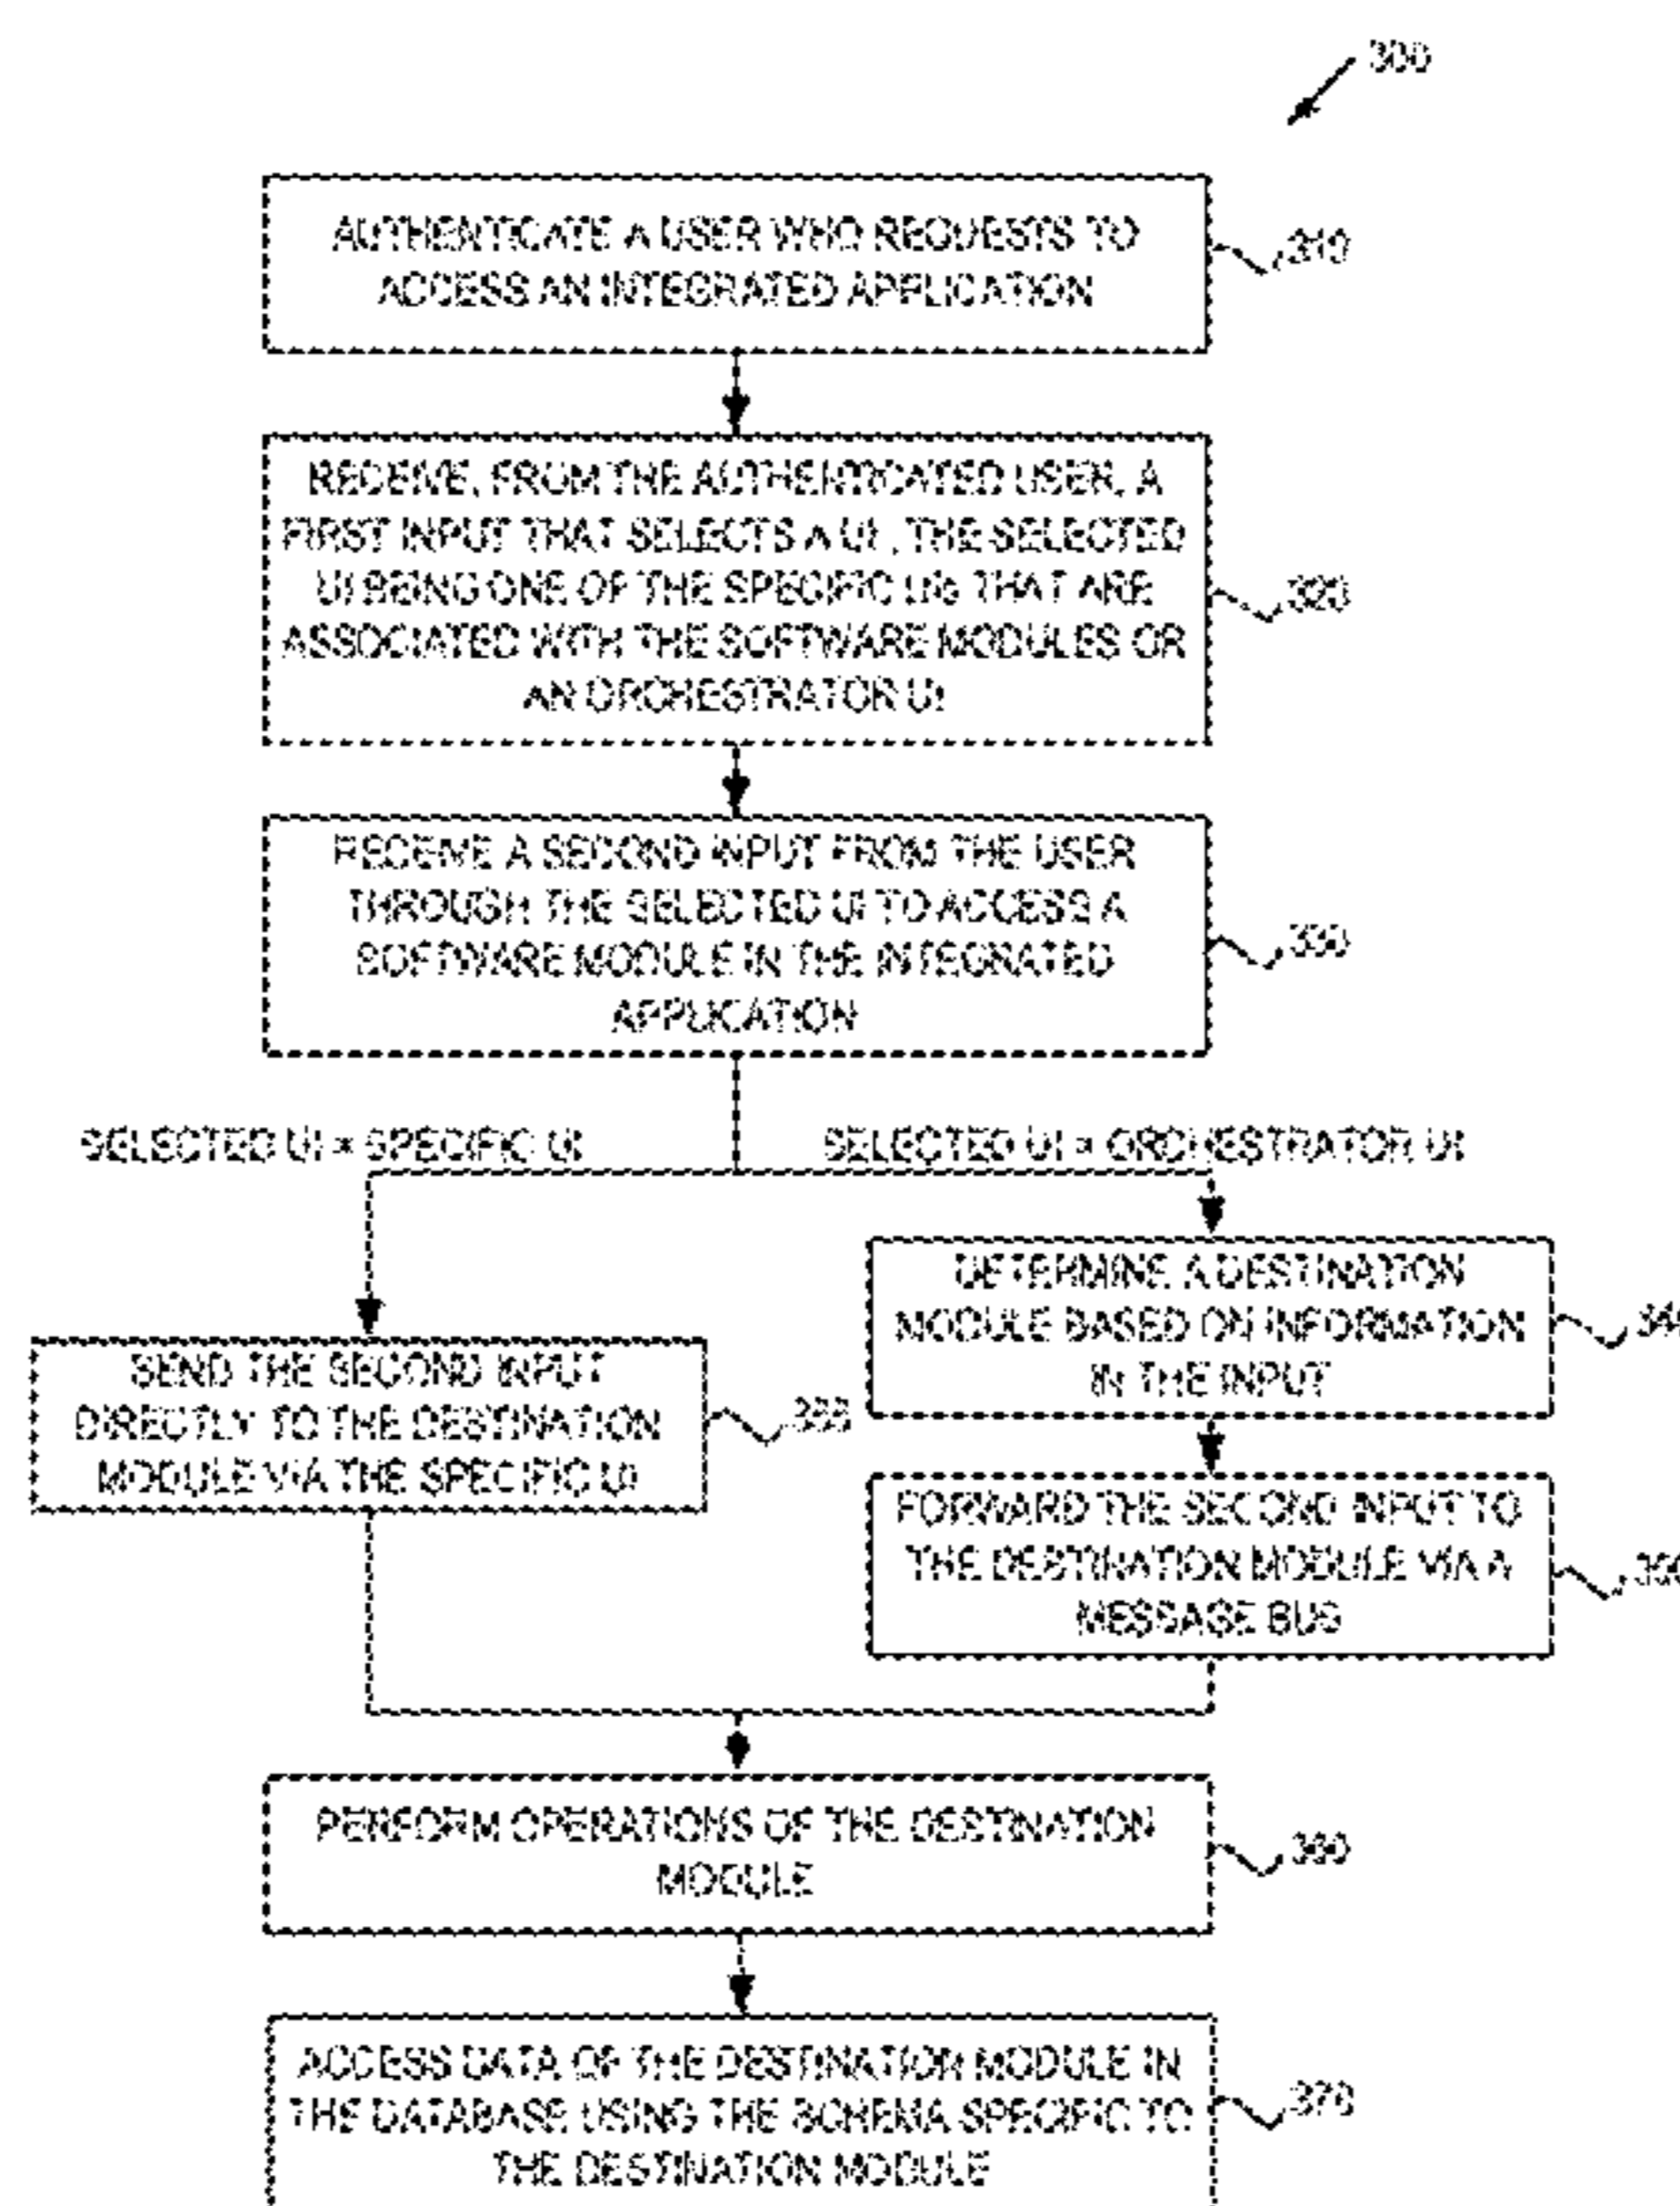 300
AUTHENTICATE A USER WHO REQUESTS TO
ACCESS AN INTEGRATED APPLICATION
310
RECEIVE, FROM THE AUTHENTICATED USER, A
FIRST INPUT THAT SELECTS A UI, THE SELECTED
UI BEING ONE OF THE SPECIFIC UIs THAT ARE
ASSOCIATED WITH THE SOFTWARE MODULES OR
AN ORCHESTRATOR UI
320
RECEIVE A SECOND INPUT FROM THE USER
THROUGH THE SELECTED UI TO ACCESS A
SOFTWARE MODULE IN THE INTEGRATED
APPLICATION
330
SELECTED UI = SPECIFIC UI
SELECTED UI = ORCHESTRATOR UI
DETERMINE A DESTINATION
MODULE BASED ON INFORMATION
IN THE INPUT
SEND THE SECOND INPUT
DIRECTLY TO THE DESTINATION
MODULE VIA THE SPECIFIC UI
FORWARD THE SECOND INPUT TO
THE DESTINATION MODULE VIA A
MESSAGE BUS
PERFORM OPERATIONS OF THE DESTINATION
MODULE
360
ACCESS DATA OF THE DESTINATION MODULE IN
THE DATABASE USING THE SCHEMA SPECIFIC TO
THE DESTINATION MODULE
370